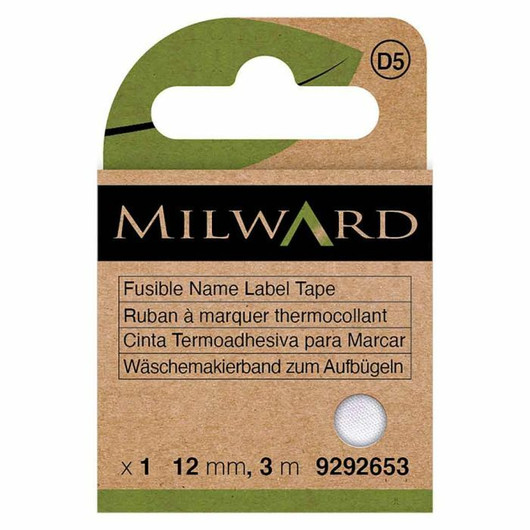 D5
MILWARD
Fusible Name Label Tape
Ruban à marquer thermocollant
Cinta Termoadhesiva para Marcar
Wäschemakierband zum Aufbügeln
x 1 12 mm, 3 m 9292653